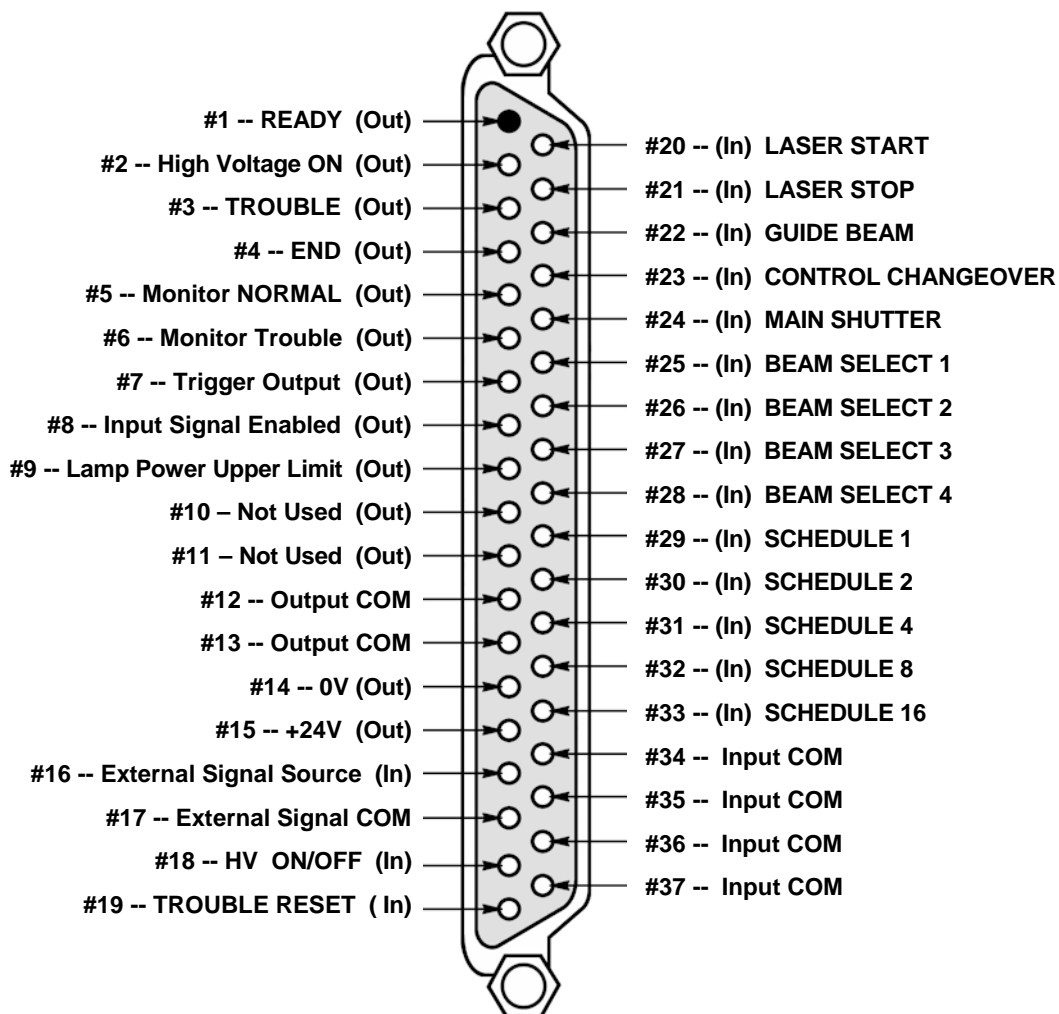 #1 -- READY (Out)
#2 -- High Voltage ON (Out)
#3 -- TROUBLE (Out)
#4 -- END (Out)
#5 -- Monitor NORMAL (Out)
#6 -- Monitor Trouble (Out)
#7 -- Trigger Output (Out)
#8 -- Input Signal Enabled (Out)
#9 -- Lamp Power Upper Limit (Out)
#10 – Not Used (Out)
#11 – Not Used (Out)
#12 -- Output COM
#13 -- Output COM
#14 -- 0V (Out)
#15 -- +24V (Out)
#16 -- External Signal Source (In)
#17 -- External Signal COM
#18 -- HV ON/OFF (In)
#19 -- TROUBLE RESET ( In)
#20 -- (In) LASER START
#21 -- (In) LASER STOP
#22 -- (In) GUIDE BEAM
#23 -- (In) CONTROL CHANGEOVER
#24 -- (In) MAIN SHUTTER
#25 -- (In) BEAM SELECT 1
#26 -- (In) BEAM SELECT 2
#27 -- (In) BEAM SELECT 3
#28 -- (In) BEAM SELECT 4
#29 -- (In) SCHEDULE 1
#30 -- (In) SCHEDULE 2
#31 -- (In) SCHEDULE 4
#32 -- (In) SCHEDULE 8
#33 -- (In) SCHEDULE 16
#34 -- Input COM
#35 -- Input COM
#36 -- Input COM
#37 -- Input COM